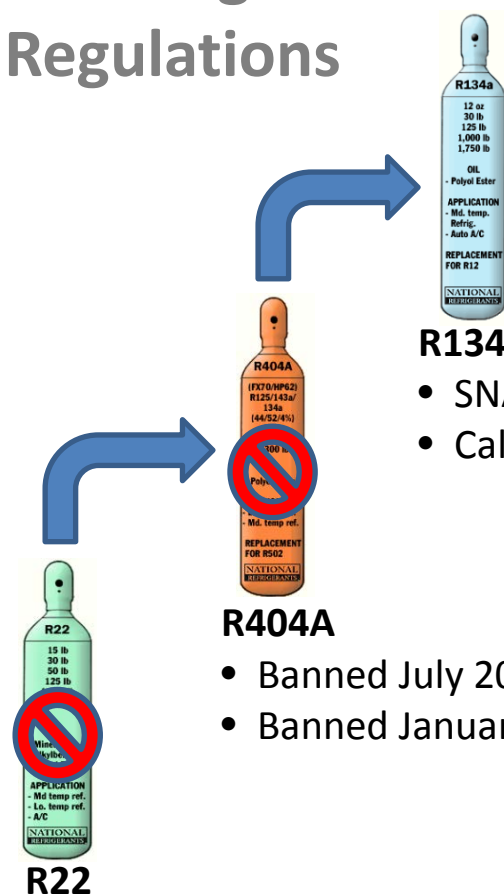 Regulations
R134a
12 oz
30 lb
125 lb
1,000 lb
1,750 lb
OIL
- Polyol Ester
APPLICATION
- Md. temp.
Refrig.
- Auto A/C
REPLACEMENT
FOR R12
NATIONAL
REFRIGERANTS
R134
• SNA
• Cal
R404A
(FX70/HP62)
R125/143a/
134a
(44/52/4%)
- Md. temp ref.
REPLACEMENT
FOR R502
NATIONAL
REFRIGERANTS
R404A
• Banned July 20
• Banned Januar
R22
15 lb
30 lb
50 lb
125 lb
APPLICATION
- Md temp ref.
- Lo. temp ref.
- A/C
NATIONAL
REFRIGERANTS
R22